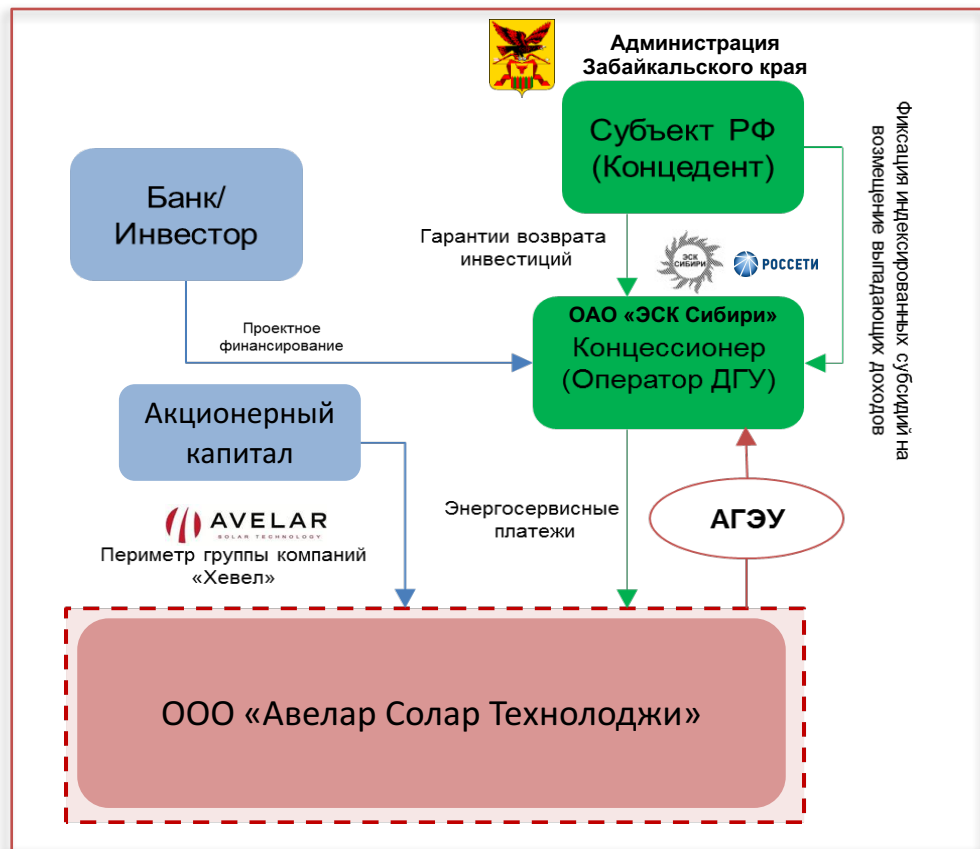 Администрация
Забайкальского края
Субъект РФ
(Концедент)
Фиксация индексированных субсидий на
возмещение выпадающих доходов
Банк/
Инвестор
Гарантии возврата
инвестиций
ЭСК
СИБИРИ
РОССЕТИ
Проектное
финансирование
ОАО «ЭСК Сибири»
Концессионер
(Оператор ДГУ)
Акционерный
капитал
AVELAR
SOLAR TECHNOLOGY
Периметр группы компаний
«Хевел»
Энергосервисные
платежи
АГЭУ
ООО «Авелар Солар Технолоджи»